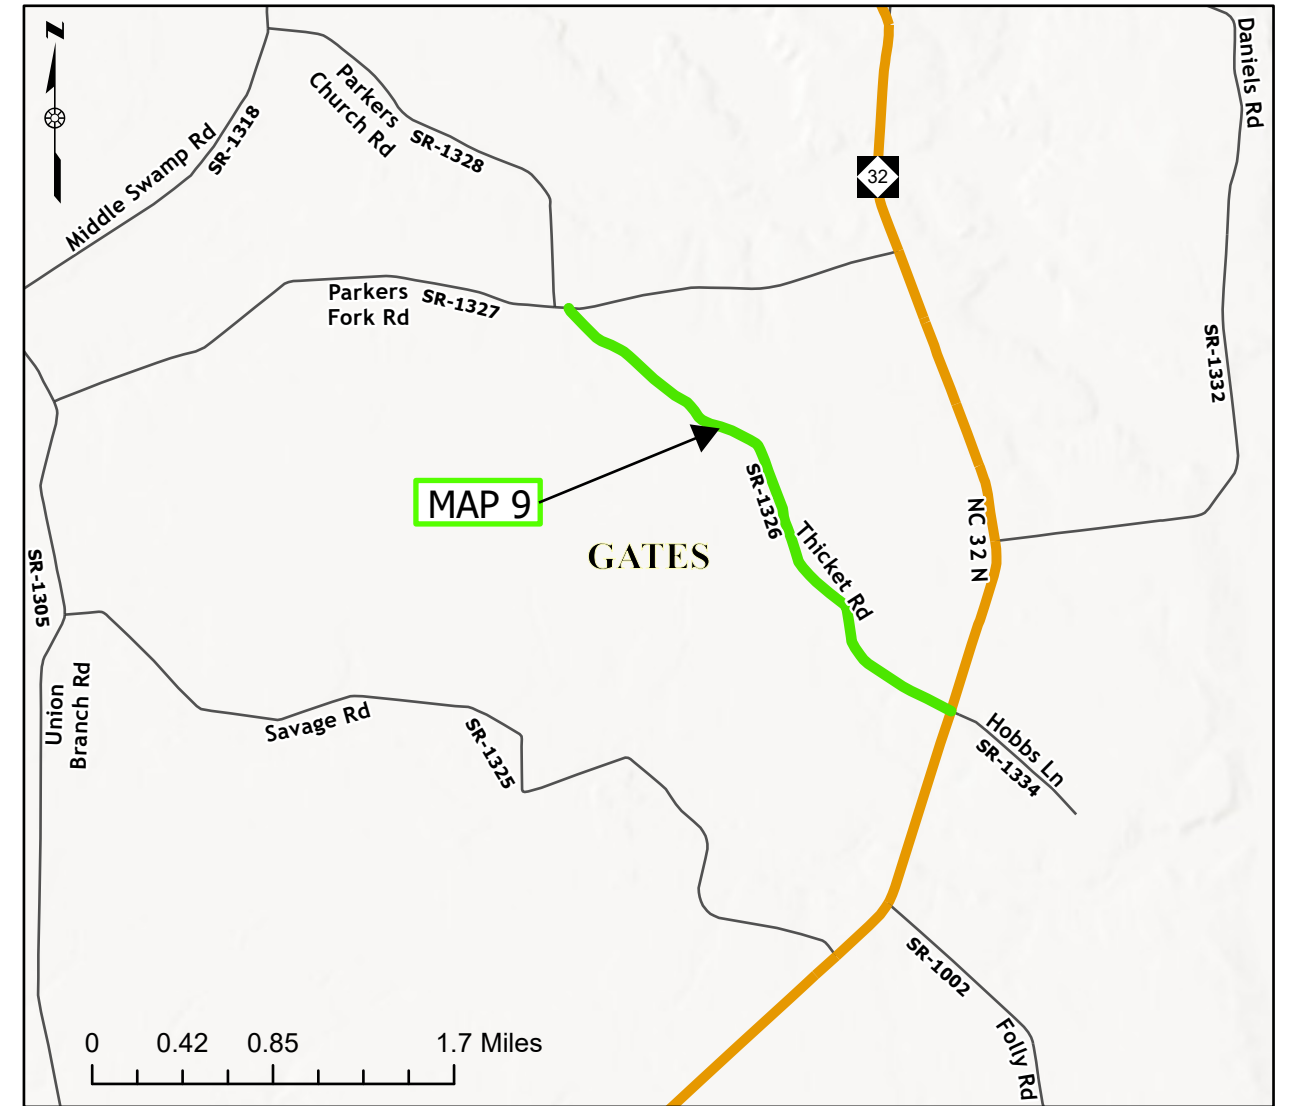 N
Daniels Rd
Parkers
Church Rd
SR-1328
SR-1318
Middle Swamp Rd
32
Parkers
Fork Rd
SR-1327
SR-1332
MAP 9
SR-1326
Thicket Rd
NC 32 N
GATES
SR-1305
Union
Branch Rd
Savage Rd
SR-1325
Hobbs Ln
SR-1334
SR-1002
Folly Rd
0 0.42 0.85 1.7 Miles